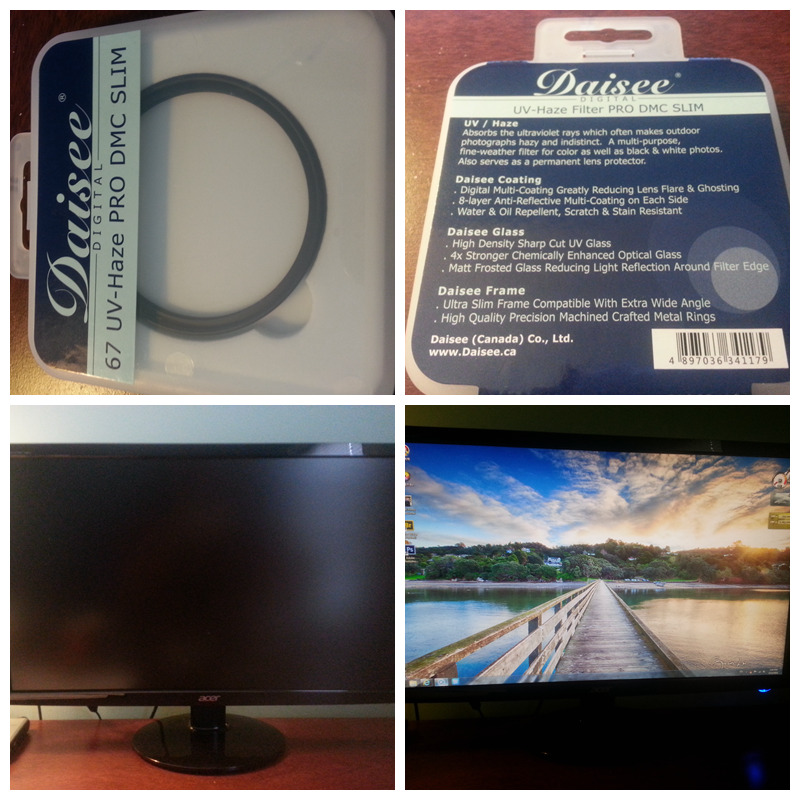 Daisee®
DIGITAL
67 UV-Haze PRO DMC SLIM
Daisee®
DIGITAL
UV-Haze Filter PRO DMC SLIM
UV / Haze
Absorbs the ultraviolet rays which often makes outdoor
photographs hazy and indistinct. A multi-purpose,
fine-weather filter for color as well as black & white photos.
Also serves as a permanent lens protector.
Daisee Coating
. Digital Multi-Coating Greatly Reducing Lens Flare & Ghosting
. 8-layer Anti-Reflective Multi-Coating on Each Side
. Water & Oil Repellent, Scratch & Stain Resistant
Daisee Glass
. High Density Sharp Cut UV Glass
. 4x Stronger Chemically Enhanced Optical Glass
. Matt Frosted Glass Reducing Light Reflection Around Filter Edge
Daisee Frame
. Ultra Slim Frame Compatible With Extra Wide Angle
. High Quality Precision Machined Crafted Metal Rings
Daisee (Canada) Co., Ltd.
www.Daisee.ca
4 897036 341179
acer